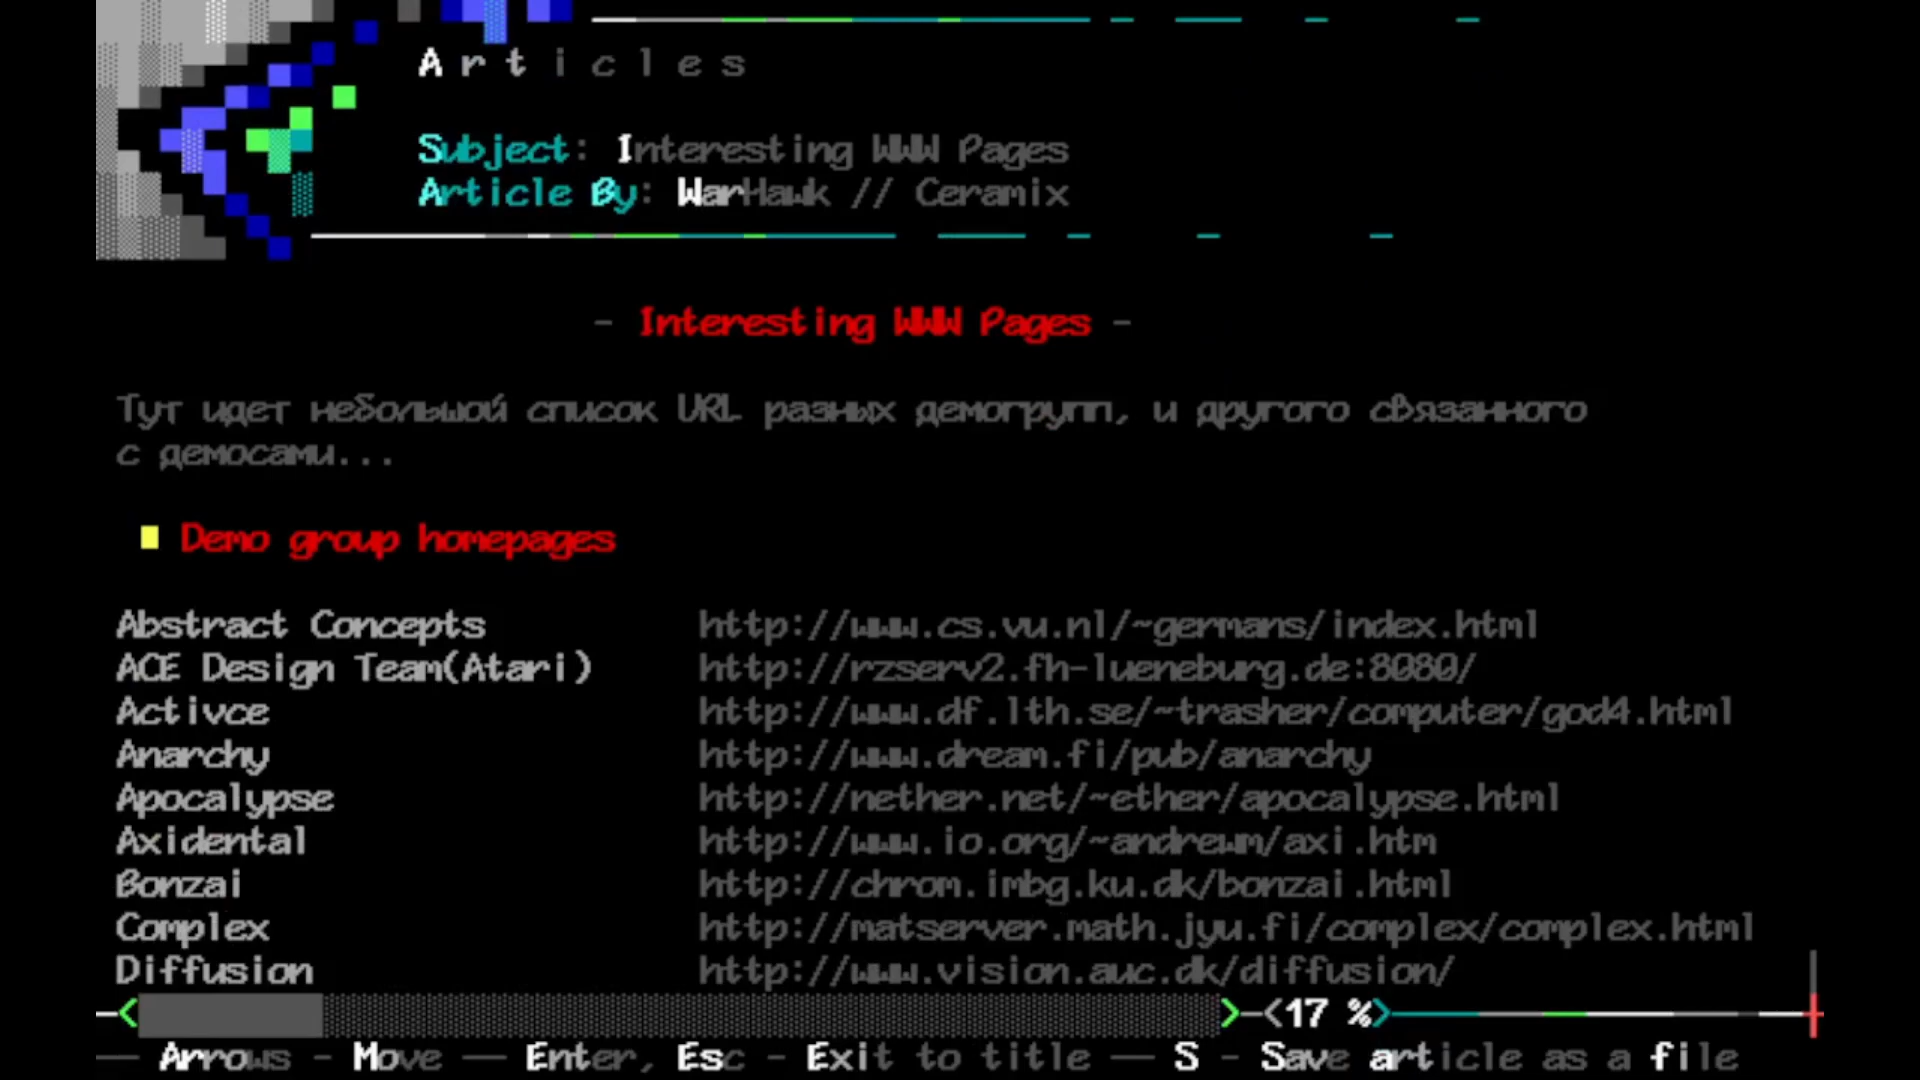 Articles
Subject: Interesting WWW Pages
Article By: WarHawk // Ceramix
- Interesting WWW Pages -
Тут идет небольшой список URL разных демогрупп, и другого связанного
с демосами...
Demo group homepages
Abstract Concepts http://www.cs.vu.nl/~germans/index.html
ACE Design Team(Atari) http://rzserv2.fh-lueneburg.de:8080/
Activce http://www.df.lth.se/~trasher/computer/god4.html
Anarchy http://www.dream.fi/pub/anarchy
Apocalypse http://nether.net/~ether/apocalypse.html
Axidental http://www.io.org/~andrewm/axi.htm
Bonzai http://chrom.imbg.ku.dk/bonzai.html
Complex http://matserver.math.jyu.fi/complex/complex.html
Diffusion http://www.vision.auc.dk/diffusion/
<17 %>
Arrows - Move — Enter, Esc - Exit to title — S - Save article as a file